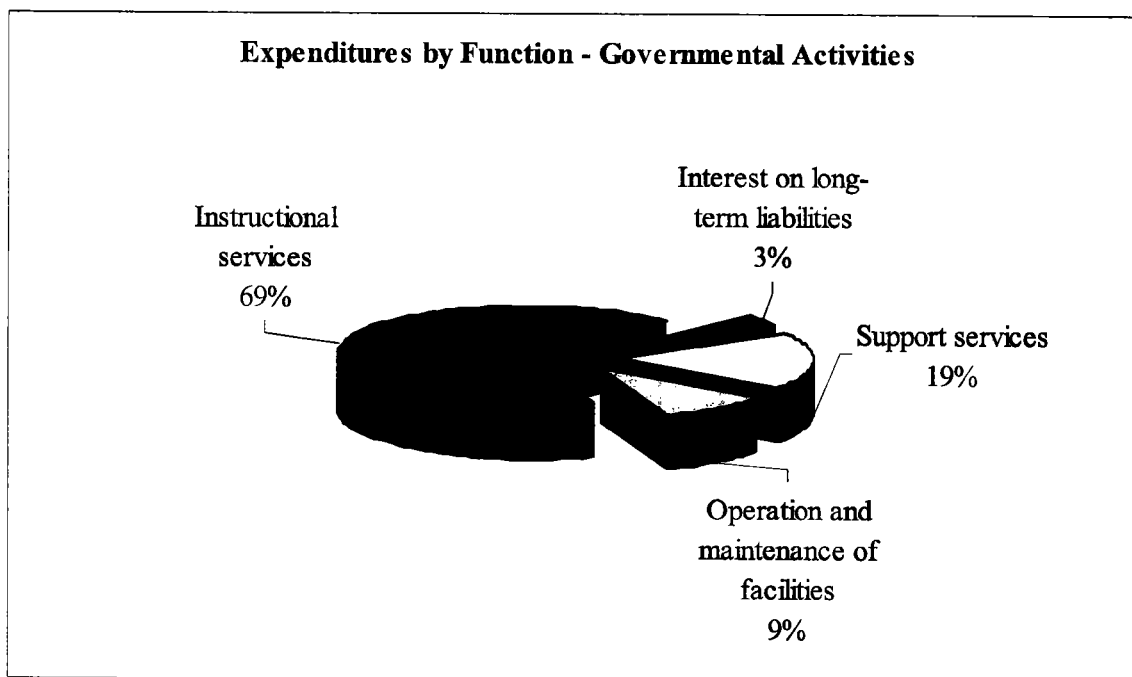 Expenditures by Function - Governmental Activities
Instructional
services
69%
Interest on long-
term liabilities
3%
Support services
19%
Operation and
maintenance of
facilities
9%